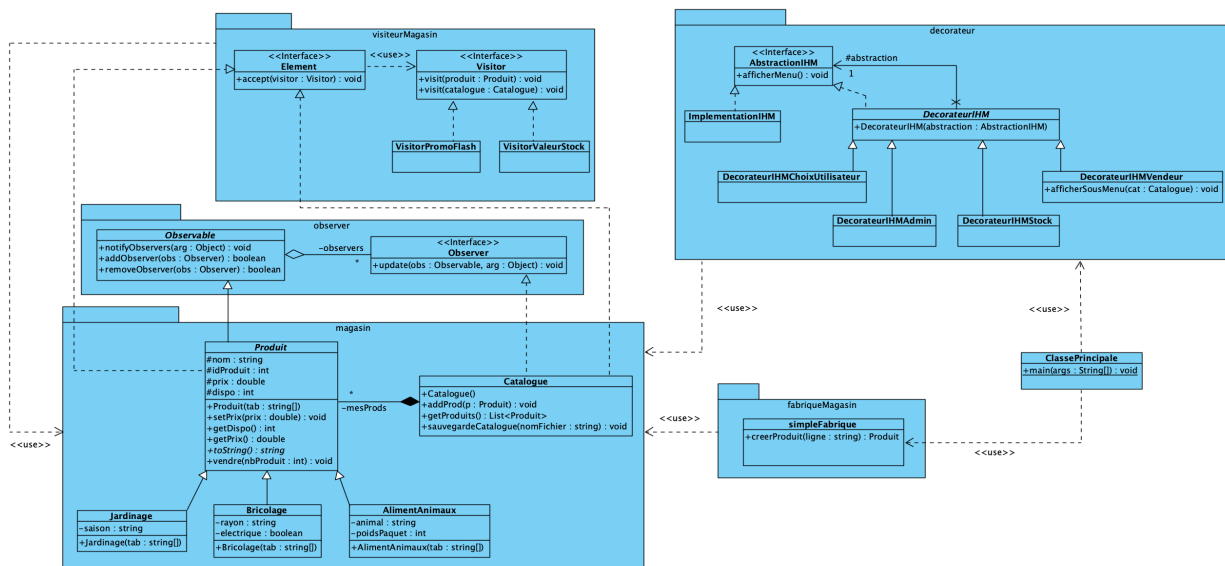 visiteurMagasin
<<Interface>>
Element
+accept(visitor : Visitor) : void
<<use>>
<<Interface>>
Visitor
+visit(produit : Produit) : void
+visit(catalogue : Catalogue) : void
VisitorPromoFlash
VisitorValeurStock
observer
Observable
+notifyObservers(arg : Object) : void
+addObserver(obs : Observer) : boolean
+removeObserver(obs : Observer) : boolean
-observers
*
<<Interface>>
Observer
+update(obs : Observable, arg : Object) : void
magasin
Produit
#nom : string
#idProduit : int
#prix : double
#dispo : int
+Produit(tab : string[])
+setPrix(prix : double) : void
+getDispo() : int
+getPrix() : double
+toString() : string
+vendre(nbProduit : int) : void
*
-mesProds
Catalogue
+Catalogue()
+addProd(p : Produit) : void
+getProduits() : List<Produit>
+sauvegardeCatalogue(nomFichier : string) : void
<<use>>
Jardinage
-saison : string
+Jardinage(tab : string[])
Bricolage
-rayon : string
-electrique : boolean
+Bricolage(tab : string[])
AlimentAnimaux
-animal : string
-poidsPaquet : int
+AlimentAnimaux(tab : string[])
decorateur
<<Interface>>
AbstractionIHM
+afficherMenu() : void
#abstraction
1
ImplementationIHM
DecorateurIHM
+DecorateurIHM(abstraction : AbstractionIHM)
DecorateurIHMChoixUtilisateur
DecorateurIHMVendeur
+afficherSousMenu(cat : Catalogue) : void
DecorateurIHMAdmin
DecorateurIHMStock
<<use>>
<<use>>
ClassePrincipale
+main(args : String[]) : void
fabriqueMagasin
simpleFabrique
+creerProduit(ligne : string) : Produit
<<use>>
<<use>>